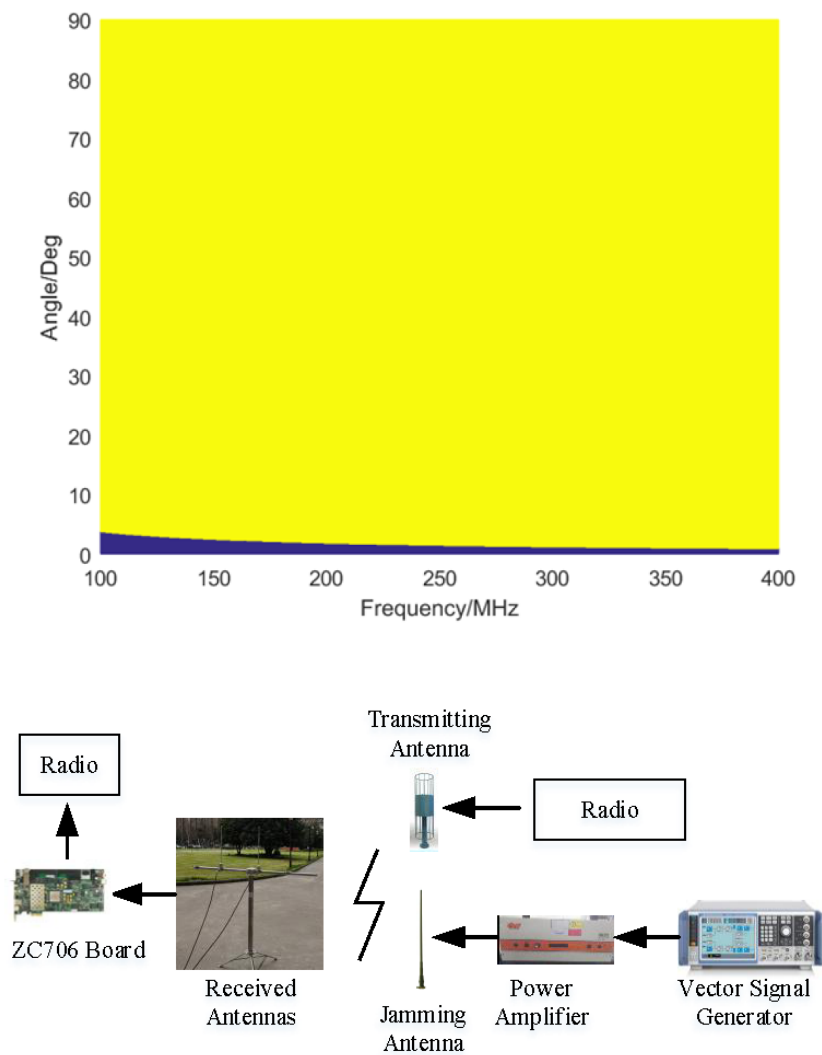 90
80
70
60
50
40
30
20
10
0
Angle/Deg
100 150 200 250 300 350 400
Frequency/MHz
Transmitting
Antenna
Radio
Radio
ZC706 Board
Received
Antennas
Jamming
Antenna
Power
Amplifier
Vector Signal
Generator